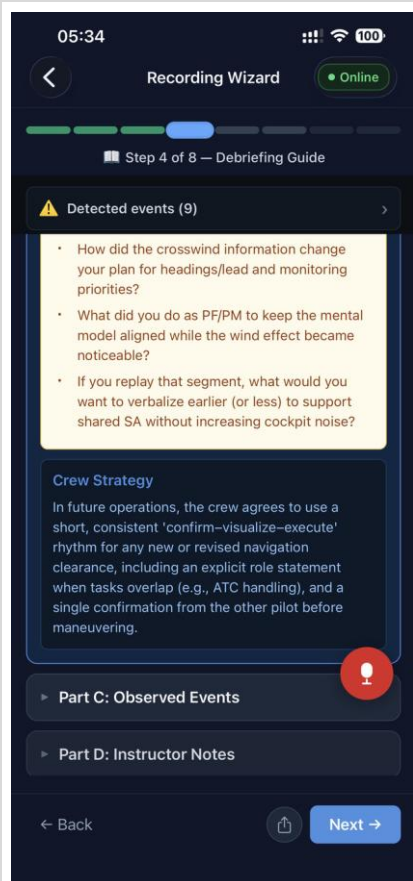 05:34
100
Recording Wizard
Online
Step 4 of 8 — Debriefing Guide
Detected events (9)
• How did the crosswind information change
your plan for headings/lead and monitoring
priorities?
• What did you do as PF/PM to keep the mental
model aligned while the wind effect became
noticeable?
• If you replay that segment, what would you
want to verbalize earlier (or less) to support
shared SA without increasing cockpit noise?
Crew Strategy
In future operations, the crew agrees to use a
short, consistent 'confirm–visualize–execute'
rhythm for any new or revised navigation
clearance, including an explicit role statement
when tasks overlap (e.g., ATC handling), and a
single confirmation from the other pilot before
maneuvering.
Part C: Observed Events
Part D: Instructor Notes
← Back
Next →